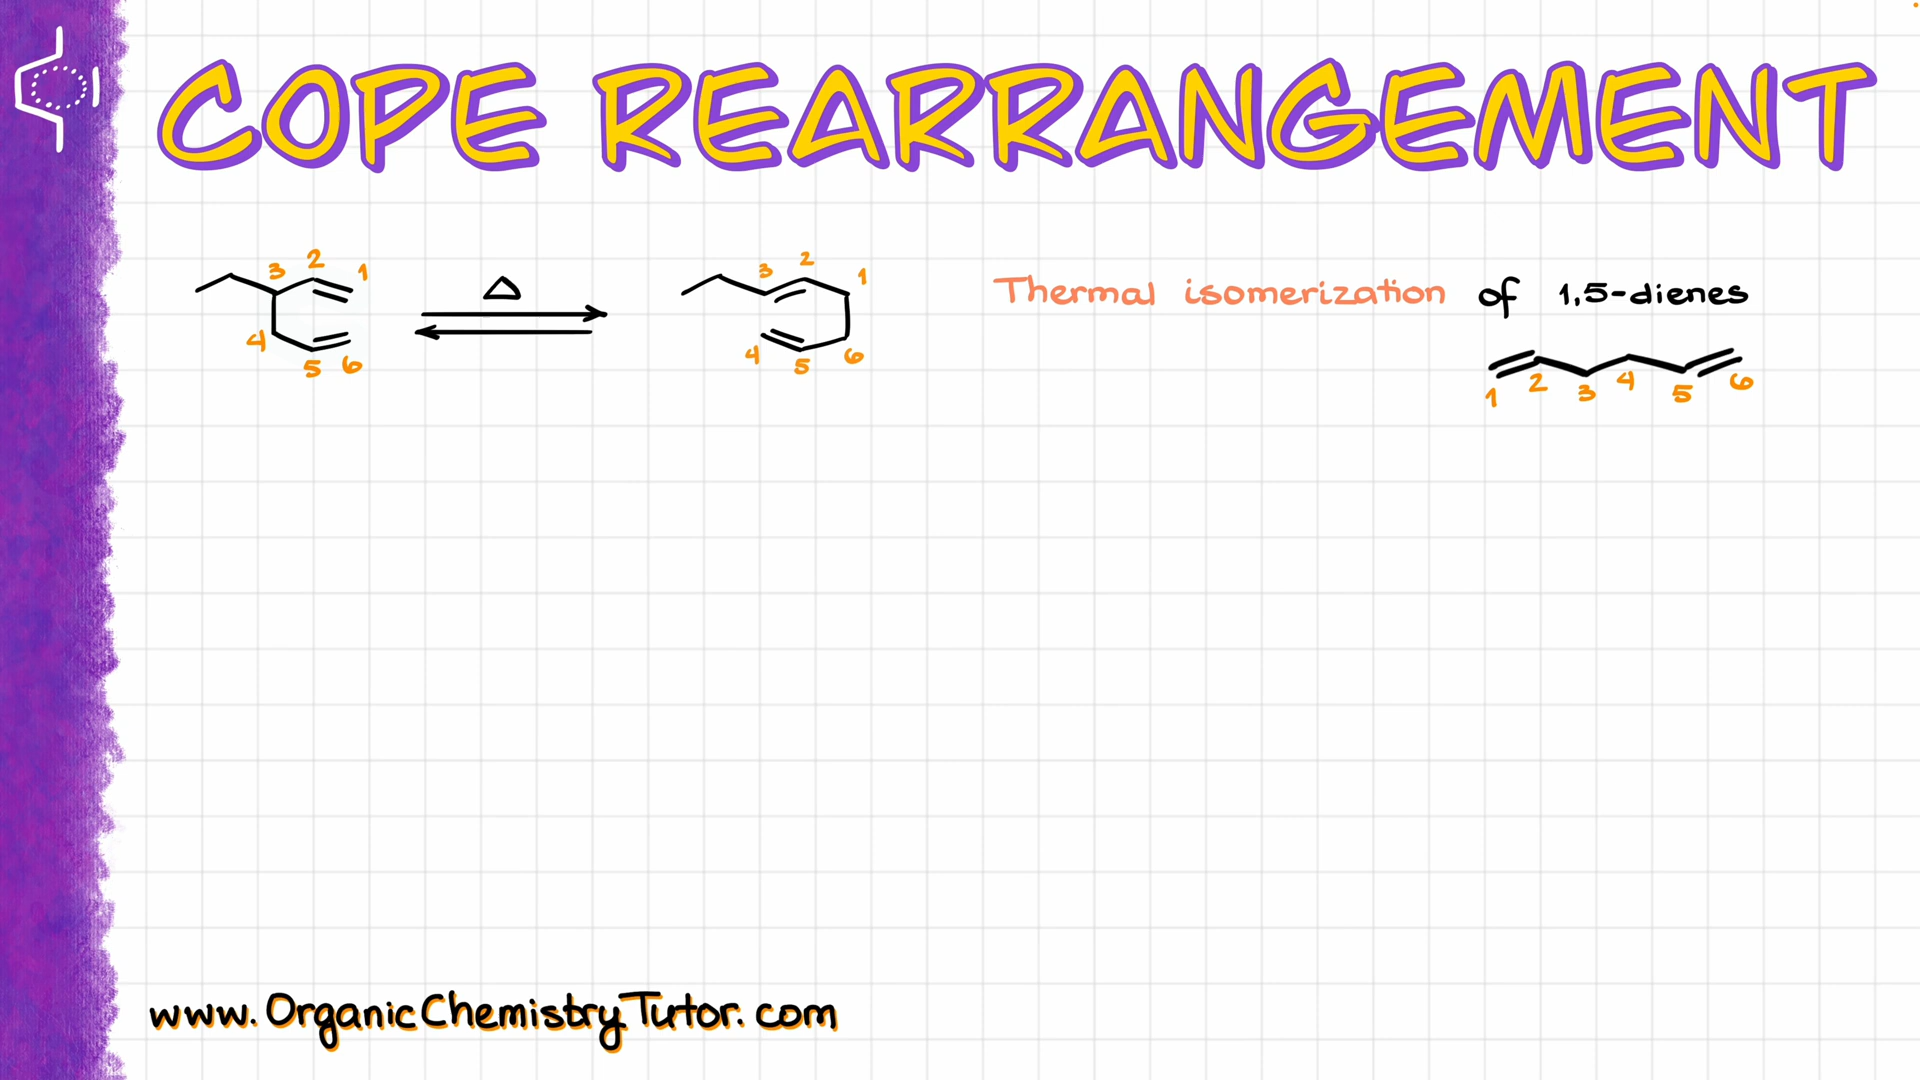 COPE REARRANGEMENT
3 2 1
4 5 6
Δ
3 2 1
4 5 6
Thermal isomerization of 1,5-dienes
1 2 3 4 5 6
www.OrganicChemistryTutor.com